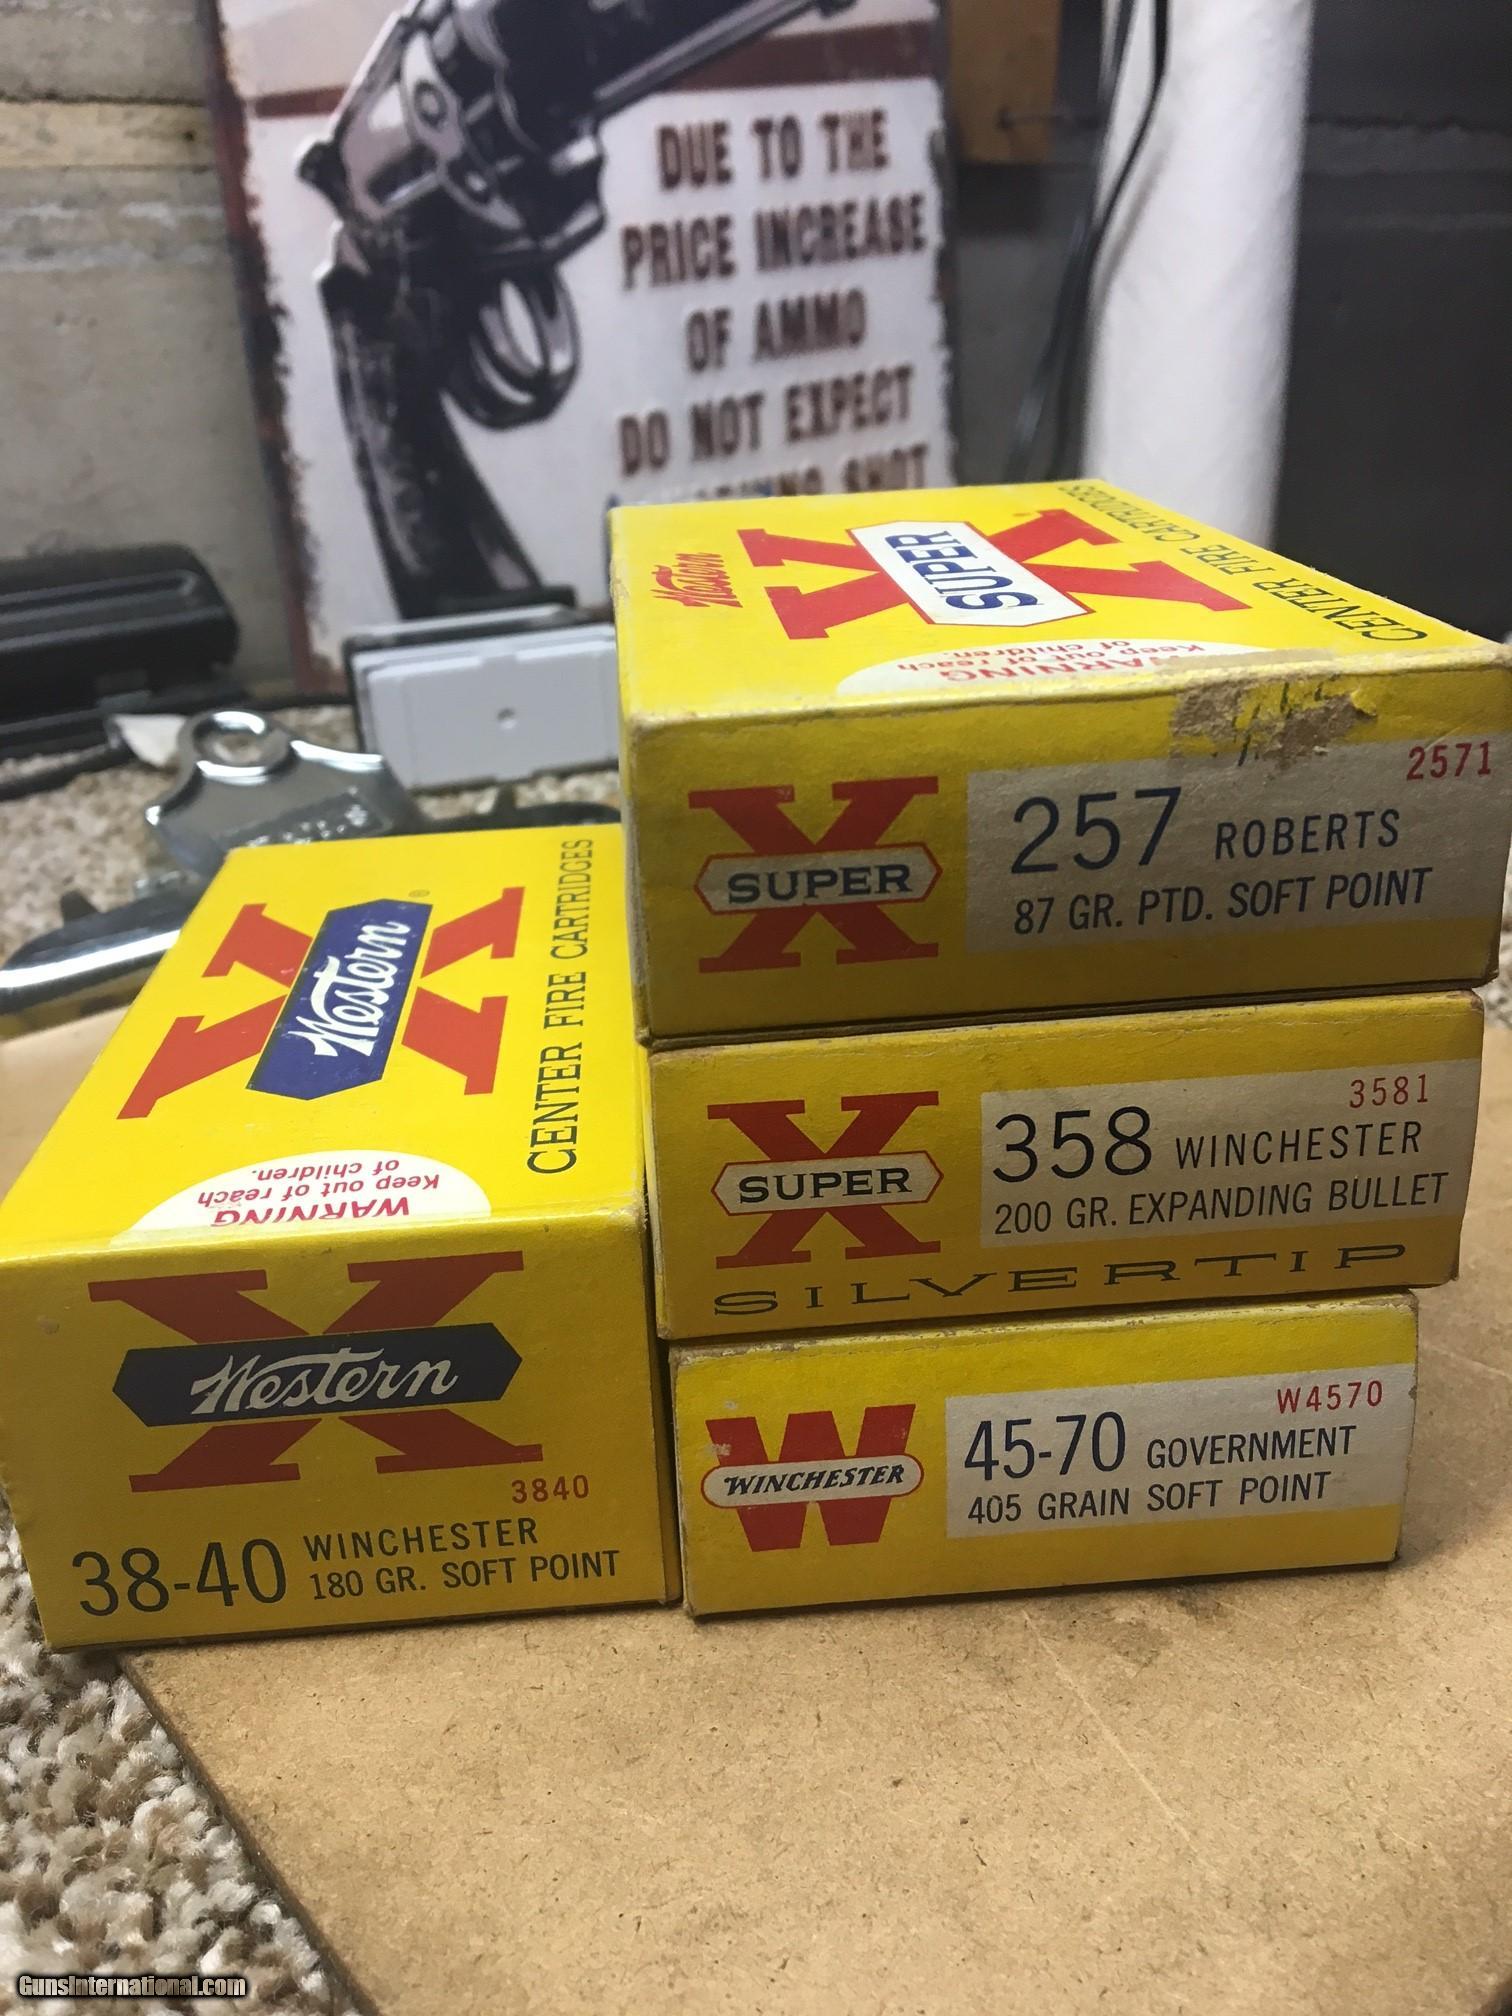 DUE TO THE
PRICE INCREASE
OF AMMO
DO NOT EXPECT
SHOT
Western
SUPER
X
CENTER FIRE CARTRIDGES
WARNING
Keep out of reach
of children.
X
SUPER
2571
257 ROBERTS
87 GR. PTD. SOFT POINT
X
SUPER
3581
358 WINCHESTER
200 GR. EXPANDING BULLET
SILVERTIP
W
WINCHESTER
W4570
45-70 GOVERNMENT
405 GRAIN SOFT POINT
X
Western
®
CENTER FIRE CARTRIDGES
WARNING
Keep out of reach
of children.
X
Western
3840
38-40 WINCHESTER
180 GR. SOFT POINT
GunsInternational.com